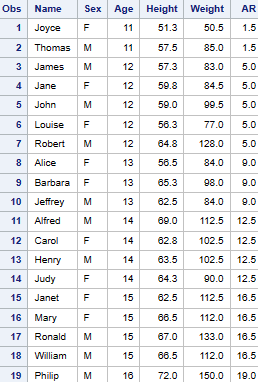 Obs Name Sex Age Height Weight AR
1 Joyce F 11 51.3 50.5 1.5
2 Thomas M 11 57.5 85.0 1.5
3 James M 12 57.3 83.0 5.0
4 Jane F 12 59.8 84.5 5.0
5 John M 12 59.0 99.5 5.0
6 Louise F 12 56.3 77.0 5.0
7 Robert M 12 64.8 128.0 5.0
8 Alice F 13 56.5 84.0 9.0
9 Barbara F 13 65.3 98.0 9.0
10 Jeffrey M 13 62.5 84.0 9.0
11 Alfred M 14 69.0 112.5 12.5
12 Carol F 14 62.8 102.5 12.5
13 Henry M 14 63.5 102.5 12.5
14 Judy F 14 64.3 90.0 12.5
15 Janet F 15 62.5 112.5 16.5
16 Mary F 15 66.5 112.0 16.5
17 Ronald M 15 67.0 133.0 16.5
18 William M 15 66.5 112.0 16.5
19 Philip M 16 72.0 150.0 19.0